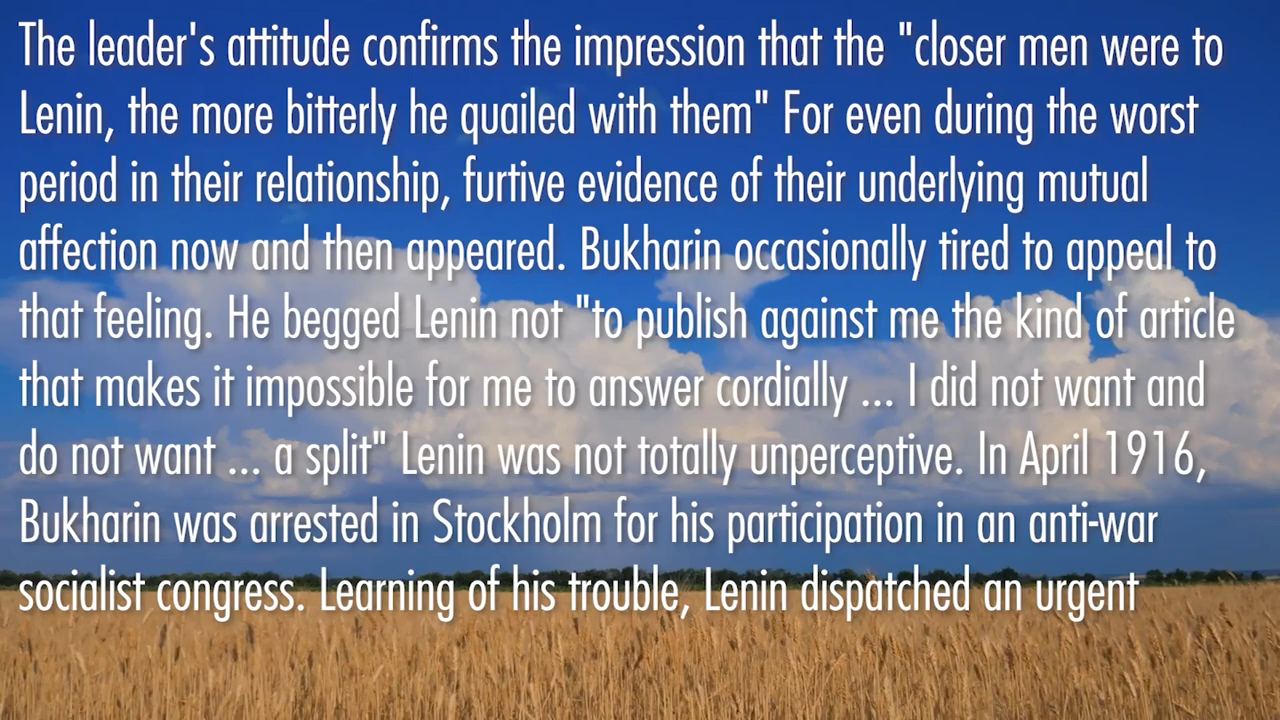 The leader's attitude confirms the impression that the "closer men were to
Lenin, the more bitterly he quailed with them" For even during the worst
period in their relationship, furtive evidence of their underlying mutual
affection now and then appeared. Bukharin occasionally tired to appeal to
that feeling. He begged Lenin not "to publish against me the kind of article
that makes it impossible for me to answer cordially ... I did not want and
do not want ... a split" Lenin was not totally unperceptive. In April 1916,
Bukharin was arrested in Stockholm for his participation in an anti-war
socialist congress. Learning of his trouble, Lenin dispatched an urgent